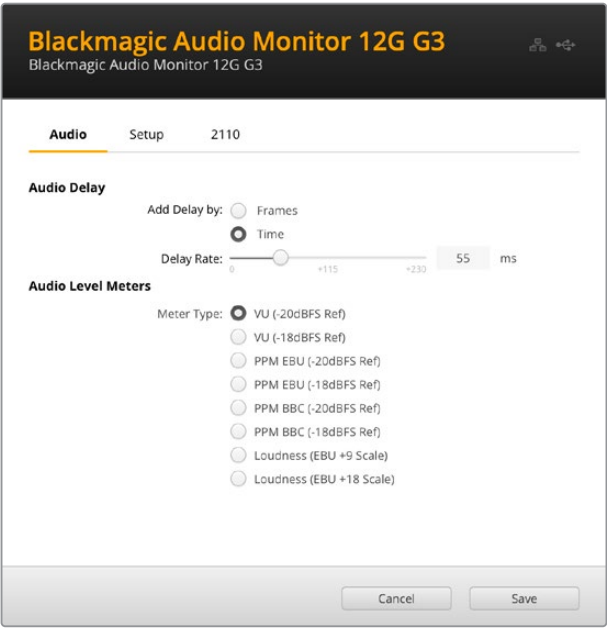 Blackmagic Audio Monitor 12G G3
Blackmagic Audio Monitor 12G G3
Audio Setup 2110
Audio Delay
Add Delay by: Frames
Time
Delay Rate: 55 ms
0 +115 +230
Audio Level Meters
Meter Type: VU (-20dBFS Ref)
VU (-18dBFS Ref)
PPM EBU (-20dBFS Ref)
PPM EBU (-18dBFS Ref)
PPM BBC (-20dBFS Ref)
PPM BBC (-18dBFS Ref)
Loudness (EBU +9 Scale)
Loudness (EBU +18 Scale)
Cancel Save